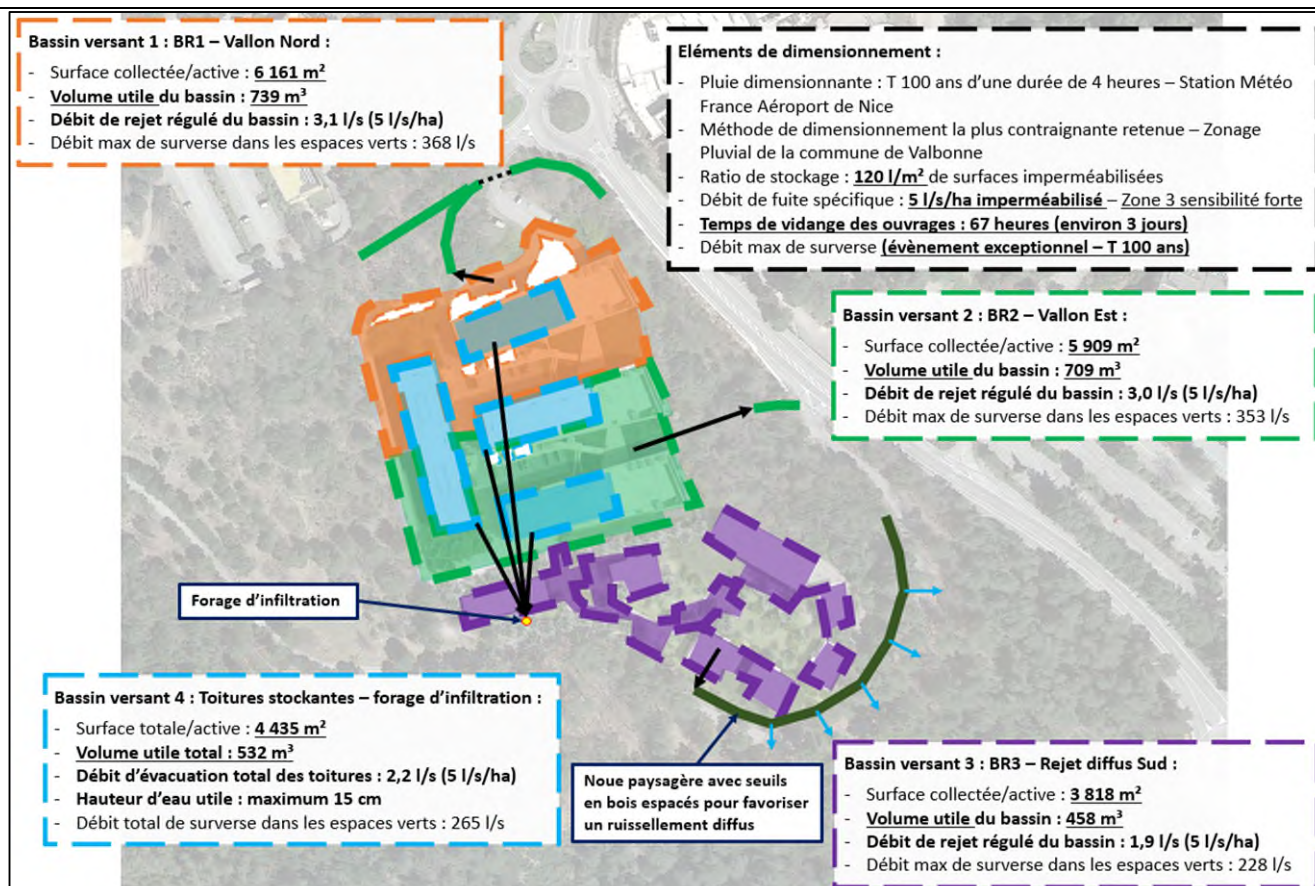 Bassin versant 1 : BR1 – Vallon Nord :
- Surface collectée/active : 6 161 m²
- Volume utile du bassin : 739 m³
- Débit de rejet régulé du bassin : 3,1 l/s (5 l/s/ha)
- Débit max de surverse dans les espaces verts : 368 l/s
Eléments de dimensionnement :
- Pluie dimensionnante : T 100 ans d’une durée de 4 heures – Station Météo
France Aéroport de Nice
- Méthode de dimensionnement la plus contraignante retenue – Zonage
Pluvial de la commune de Valbonne
- Ratio de stockage : 120 l/m² de surfaces imperméabilisées
- Débit de fuite spécifique : 5 l/s/ha imperméabilisé – Zone 3 sensibilité forte
- Temps de vidange des ouvrages : 67 heures (environ 3 jours)
- Débit max de surverse (évènement exceptionnel – T 100 ans)
Bassin versant 2 : BR2 – Vallon Est :
- Surface collectée/active : 5 909 m²
- Volume utile du bassin : 709 m³
- Débit de rejet régulé du bassin : 3,0 l/s (5 l/s/ha)
- Débit max de surverse dans les espaces verts : 353 l/s
Forage d’infiltration
Bassin versant 4 : Toitures stockantes – forage d’infiltration :
- Surface totale/active : 4 435 m²
- Volume utile total : 532 m³
- Débit d’évacuation total des toitures : 2,2 l/s (5 l/s/ha)
- Hauteur d’eau utile : maximum 15 cm
- Débit total de surverse dans les espaces verts : 265 l/s
Noue paysagère avec seuils
en bois espacés pour favoriser
un ruissellement diffus
Bassin versant 3 : BR3 – Rejet diffus Sud :
- Surface collectée/active : 3 818 m²
- Volume utile du bassin : 458 m³
- Débit de rejet régulé du bassin : 1,9 l/s (5 l/s/ha)
- Débit max de surverse dans les espaces verts : 228 l/s